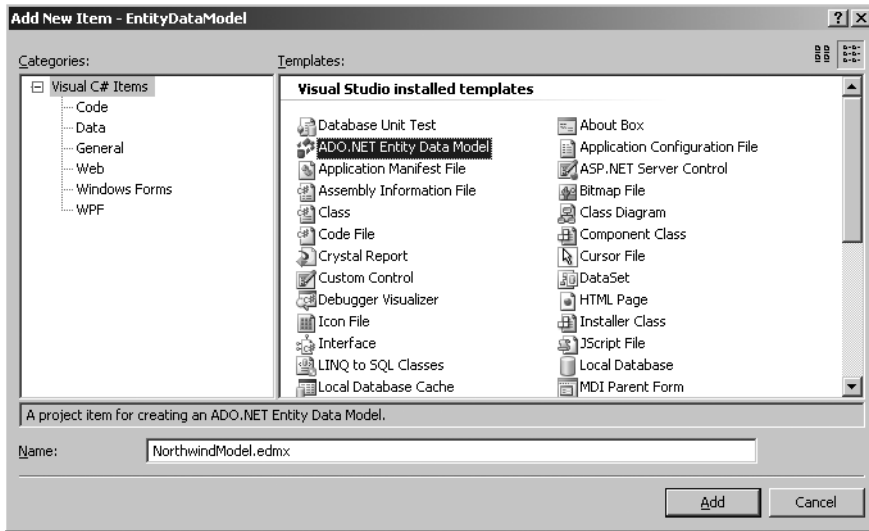 Add New Item - EntityDataModel
Categories:
Templates:
Visual C# Items
Code
Data
General
Web
Windows Forms
WPF
Visual Studio installed templates
Database Unit Test
ADO.NET Entity Data Model
Application Manifest File
Assembly Information File
Class
Code File
Crystal Report
Custom Control
Debugger Visualizer
Icon File
Interface
LINQ to SQL Classes
Local Database Cache
About Box
Application Configuration File
ASP.NET Server Control
Bitmap File
Class Diagram
Component Class
Cursor File
DataSet
HTML Page
Installer Class
JScript File
Local Database
MDI Parent Form
A project item for creating an ADO.NET Entity Data Model.
Name:
NorthwindModel.edmx
Add
Cancel